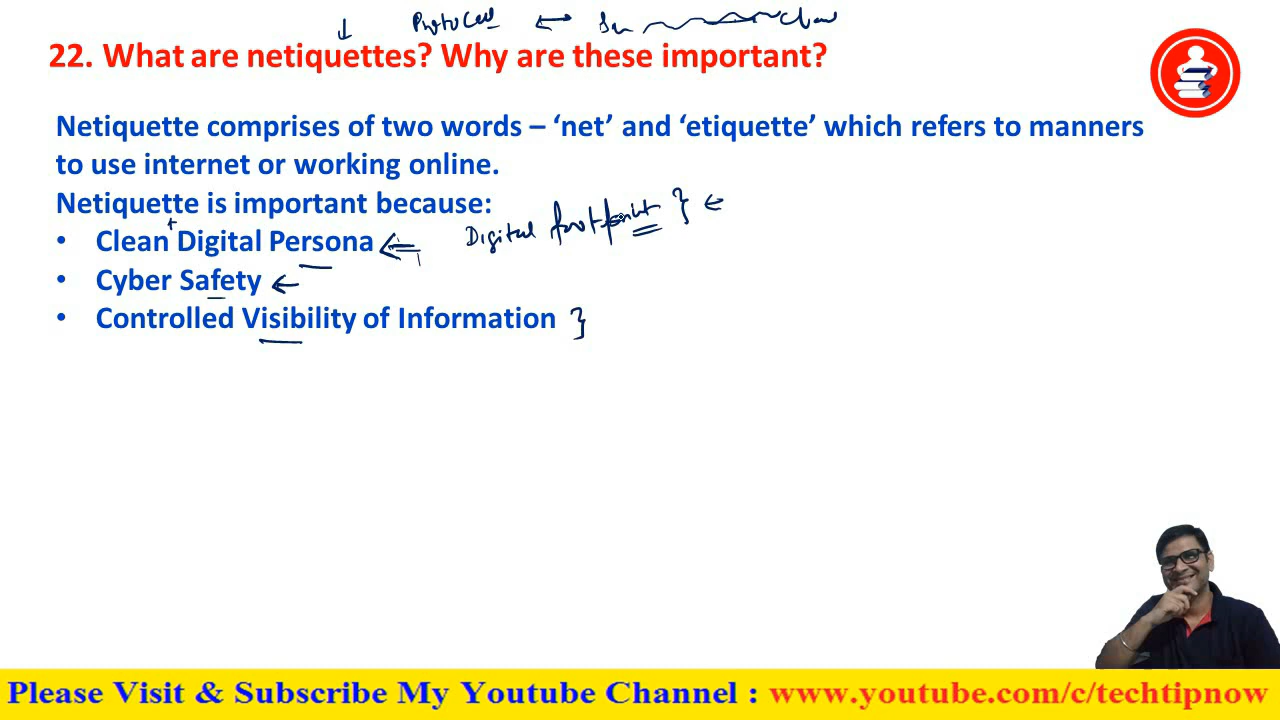 Protocol
22. What are netiquettes? Why are these important?
Netiquette comprises of two words – ‘net’ and ‘etiquette’ which refers to manners
to use internet or working online.
Netiquette is important because:
• Clean Digital Persona
Digital footprint
• Cyber Safety
• Controlled Visibility of Information
Please Visit & Subscribe My Youtube Channel : www.youtube.com/c/techtipnow